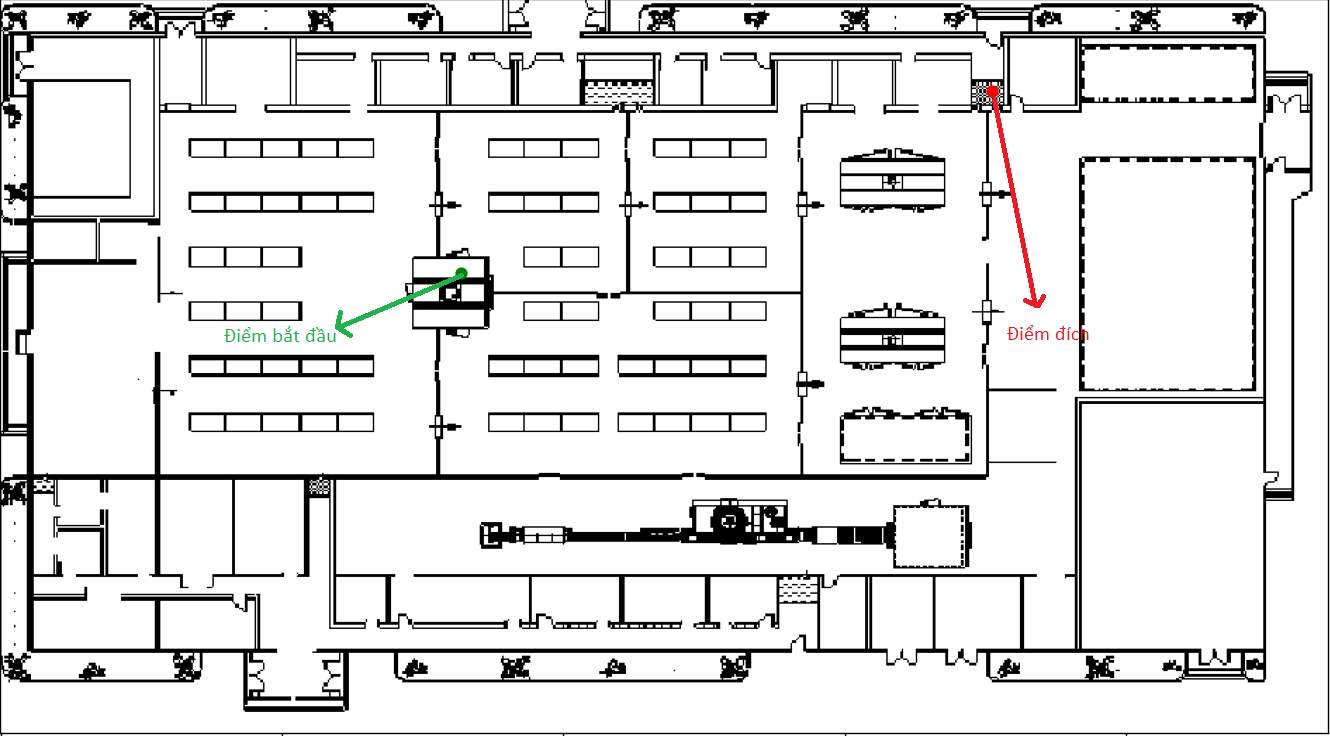 Điểm bắt đầu
Điểm đích